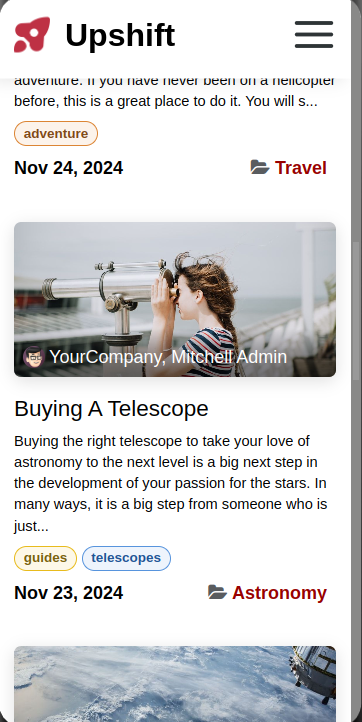 Upshift
adventure. If you have never been on a helicopter
before, this is a great place to do it. You will s...
adventure
Nov 24, 2024
Travel
YourCompany, Mitchell Admin
Buying A Telescope
Buying the right telescope to take your love of
astronomy to the next level is a big next step in
the development of your passion for the stars. In
many ways, it is a big step from someone who is
just...
guides telescopes
Nov 23, 2024
Astronomy